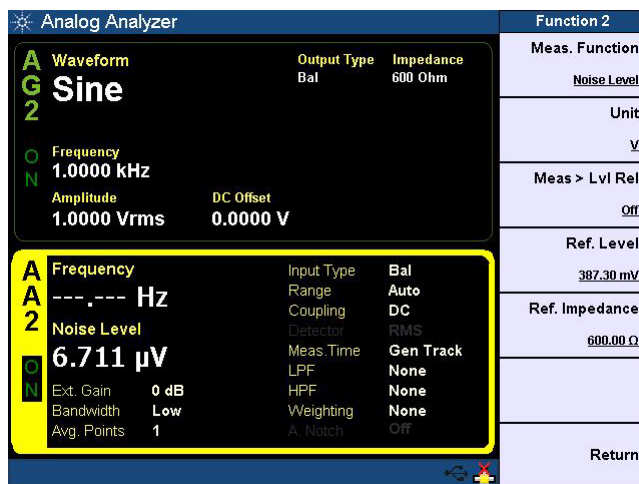 Analog Analyzer
AG2
ON
Waveform
Sine
Output Type Impedance
Bal 600 Ohm
Frequency
1.0000 kHz
Amplitude DC Offset
1.0000 Vrms 0.0000 V
AA2
ON
Frequency
---.--- Hz
Noise Level
6.711 µV
Ext. Gain 0 dB
Bandwidth Low
Avg. Points 1
Input Type Bal
Range Auto
Coupling DC
Detector RMS
Meas.Time Gen Track
LPF None
HPF None
Weighting None
A. Notch Off
Function 2
Meas. Function
Noise Level
Unit
V
Meas > Lvl Rel
Off
Ref. Level
387.30 mV
Ref. Impedance
600.00 Ω
Return